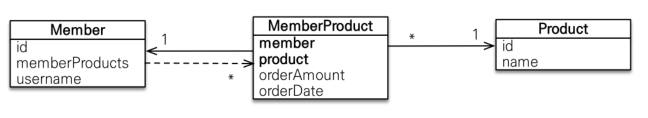 Member
id
memberProducts
username
1
*
MemberProduct
member
product
orderAmount
orderDate
*
1
Product
id
name